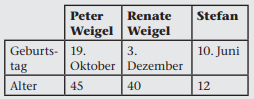 Peter Weigel Renate Weigel Stefan
Geburts-tag 19. Oktober 3. Dezember 10. Juni
Alter 45 40 12